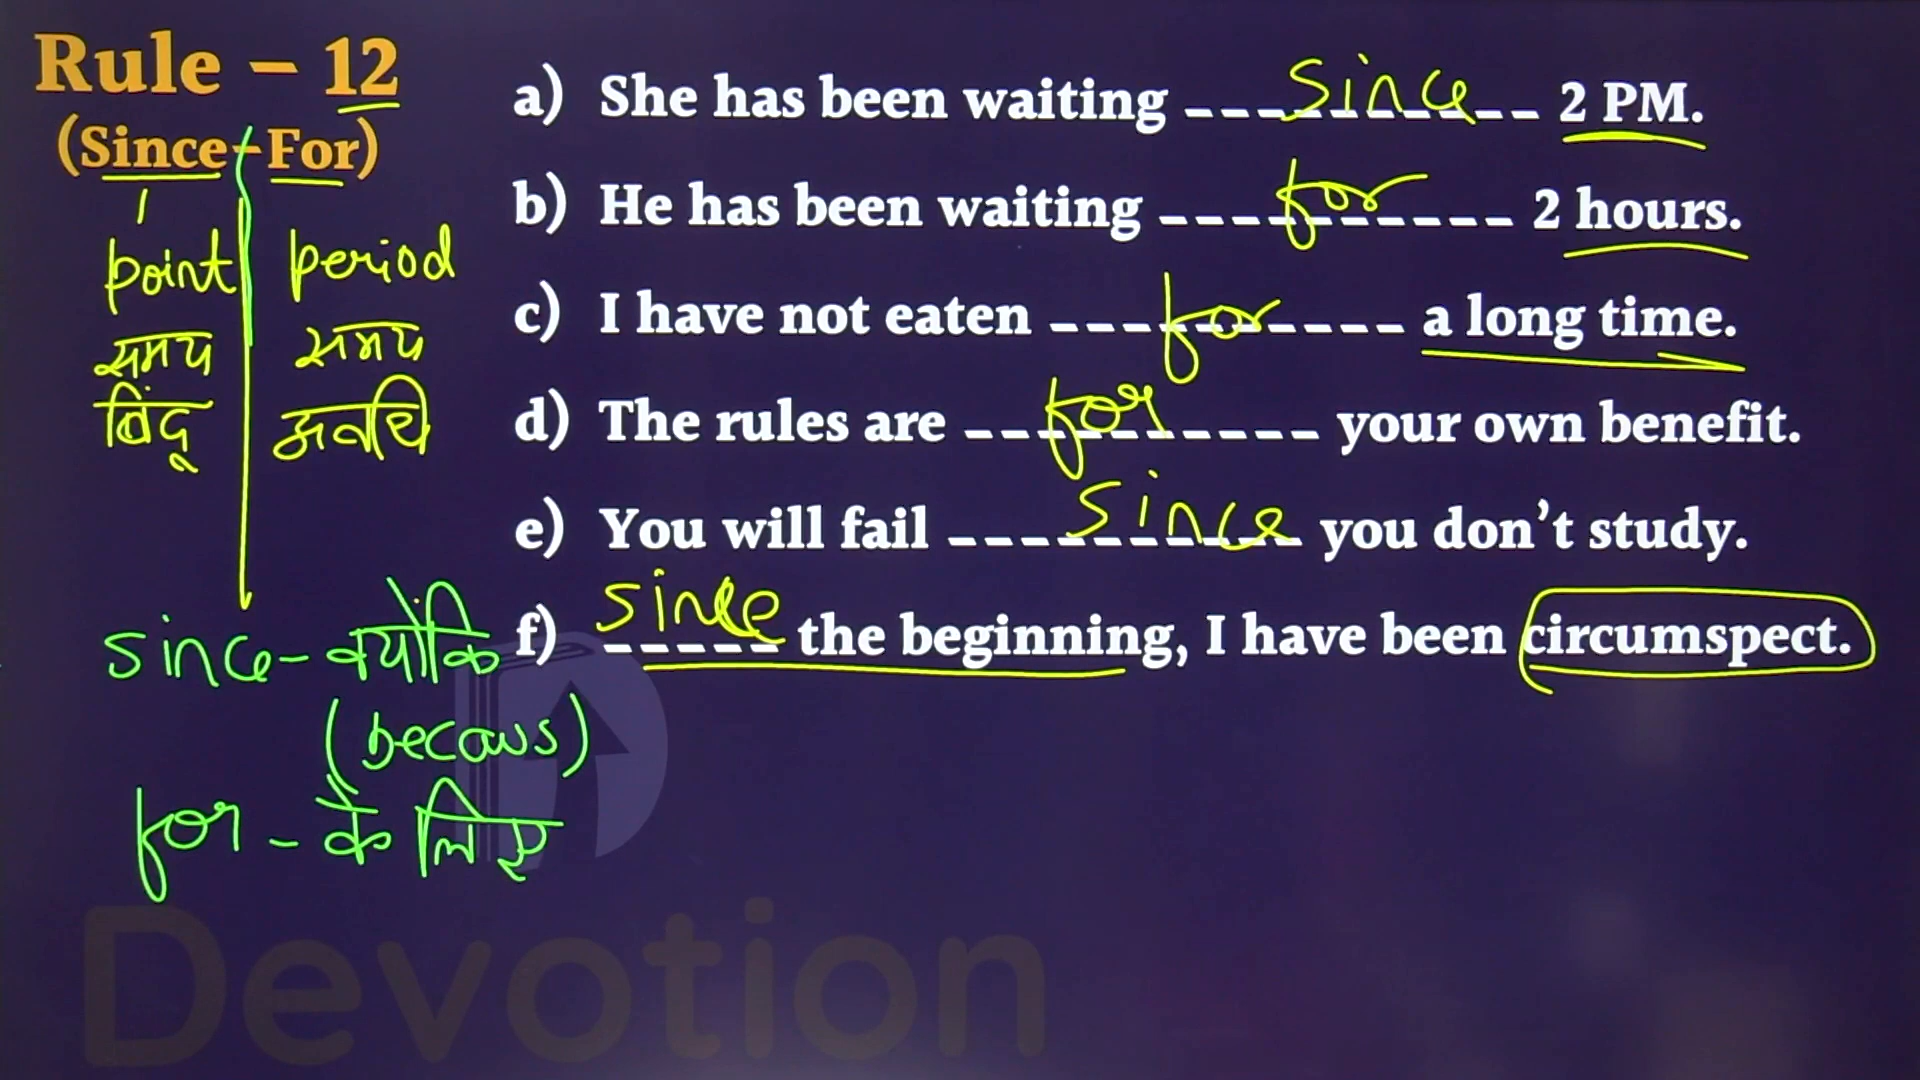 Rule – 12
(Since-For)
point
समय
बिंदू
period
समय
अवधि
since - क्योंकि
(becaus)
for - के लिए
a) She has been waiting since 2 PM.
b) He has been waiting for 2 hours.
c) I have not eaten for a long time.
d) The rules are for your own benefit.
e) You will fail since you don't study.
f) since the beginning, I have been circumspect.
Devotion